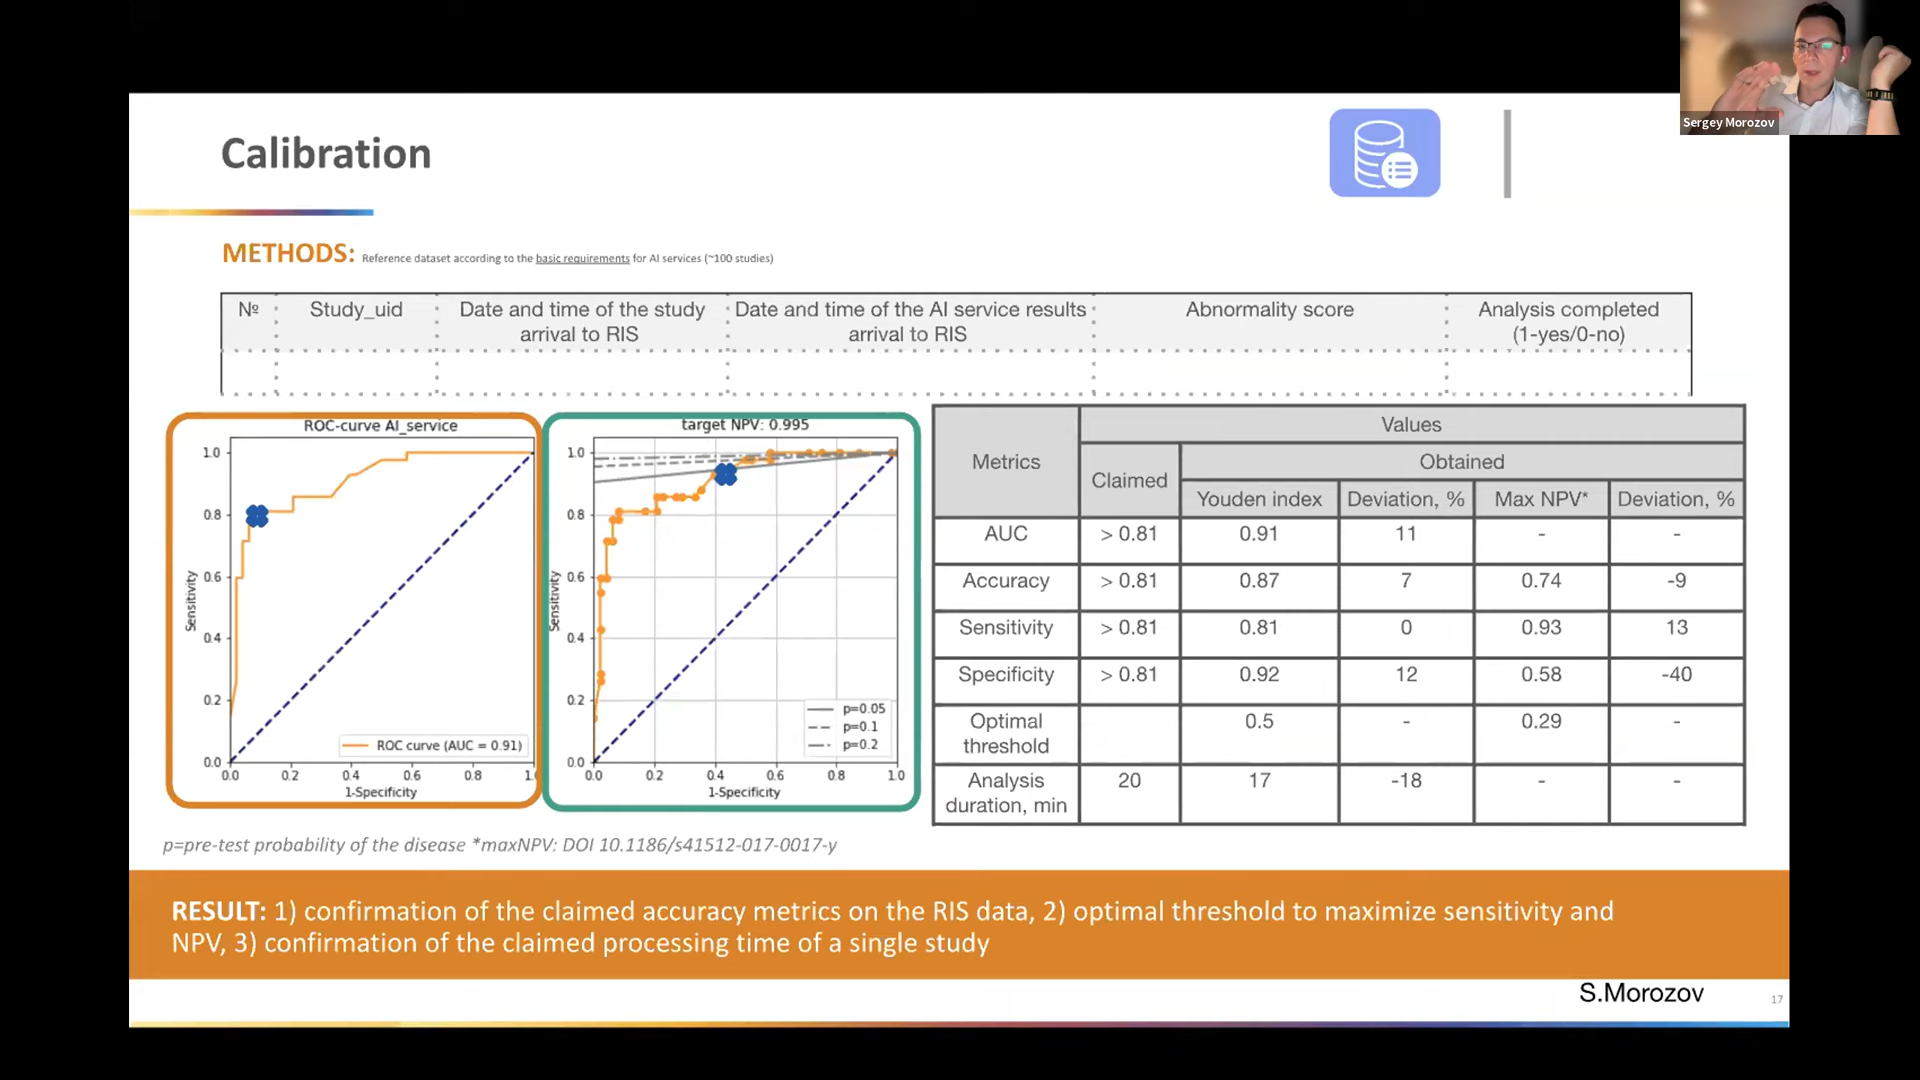 Sergey Morozov
Calibration
METHODS: Reference dataset according to the basic requirements for AI services (~100 studies)
№ Study_uid Date and time of the study arrival to RIS Date and time of the AI service results arrival to RIS Abnormality score Analysis completed (1-yes/0-no)
ROC-curve AI_service
1.0
0.8
0.6
0.4
0.2
0.0
Sensitivity
ROC curve (AUC = 0.91)
0.0 0.2 0.4 0.6 0.8 1.
1-Specificity
target NPV: 0.995
1.0
0.8
0.6
0.4
0.2
0.0
Sensitivity
p=0.05
p=0.1
p=0.2
0.0 0.2 0.4 0.6 0.8 1.0
1-Specificity
Metrics Values
Claimed Obtained
Youden index Deviation, % Max NPV* Deviation, %
AUC > 0.81 0.91 11 - -
Accuracy > 0.81 0.87 7 0.74 -9
Sensitivity > 0.81 0.81 0 0.93 13
Specificity > 0.81 0.92 12 0.58 -40
Optimal threshold 0.5 - 0.29 -
Analysis duration, min 20 17 -18 - -
p=pre-test probability of the disease *maxNPV: DOI 10.1186/s41512-017-0017-y
RESULT: 1) confirmation of the claimed accuracy metrics on the RIS data, 2) optimal threshold to maximize sensitivity and
NPV, 3) confirmation of the claimed processing time of a single study
S.Morozov
17